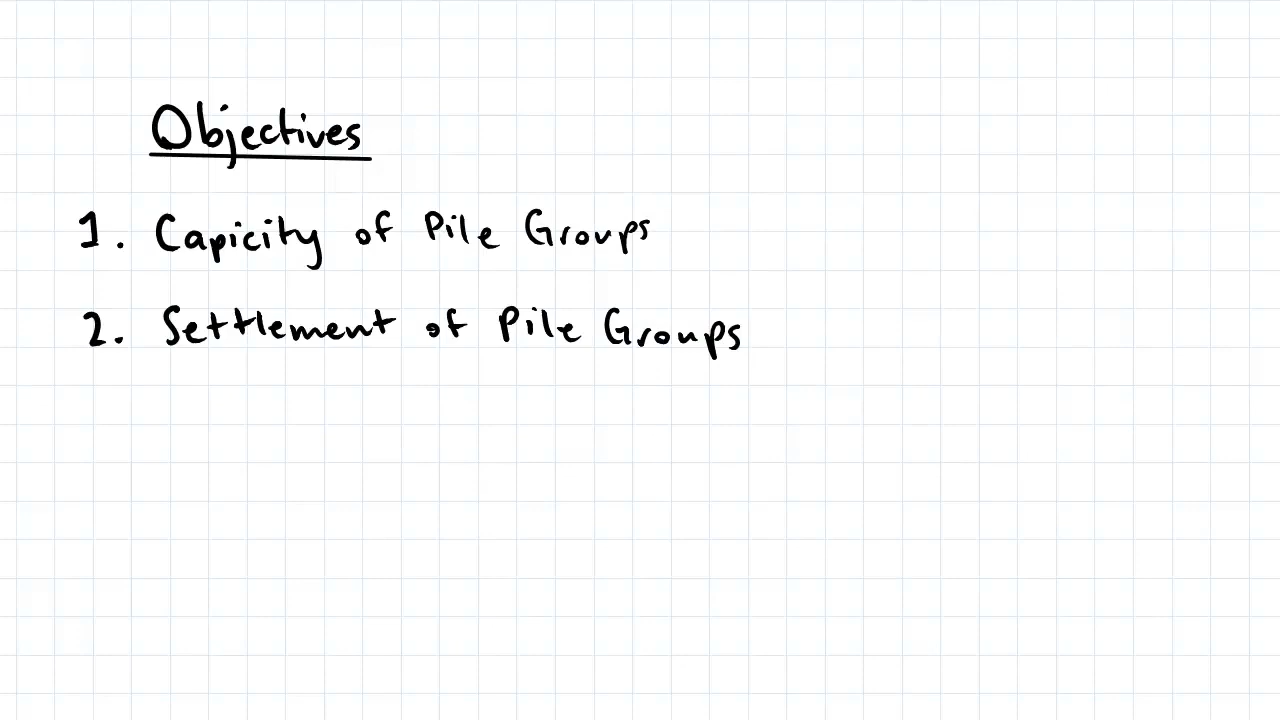 Objectives
1. Capicity of Pile Groups
2. Settlement of Pile Groups